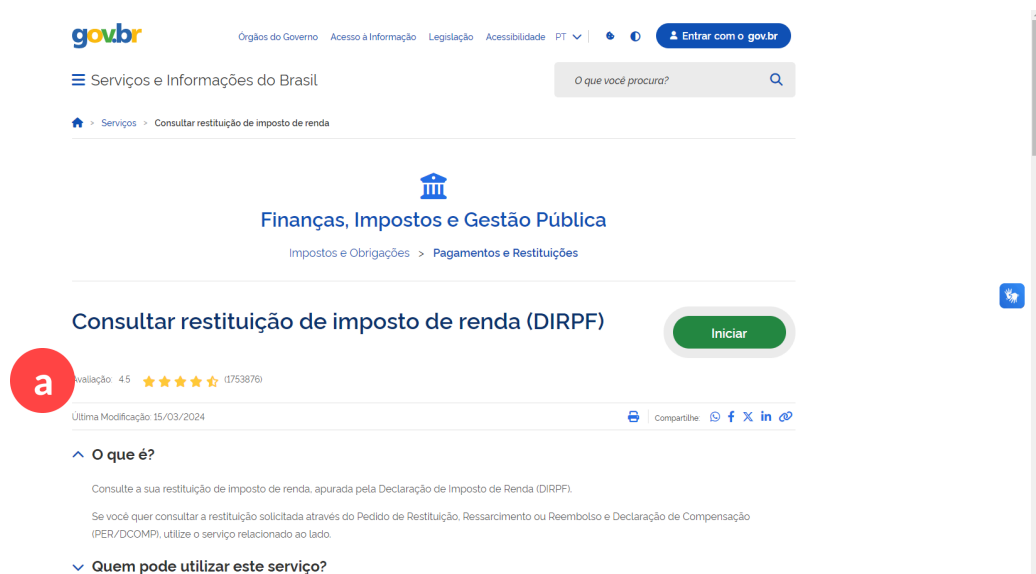 gov.br
Órgãos do Governo Acesso à Informação Legislação Acessibilidade PT
Entrar com o gov.br
Serviços e Informações do Brasil
O que você procura?
> Serviços > Consultar restituição de imposto de renda
Finanças, Impostos e Gestão Pública
Impostos e Obrigações > Pagamentos e Restituições
Consultar restituição de imposto de renda (DIRPF)
Iniciar
a
Avaliação: 4.5 (1753876)
Última Modificação: 15/03/2024
Compartilhe:
O que é?
Consulte a sua restituição de imposto de renda, apurada pela Declaração de Imposto de Renda (DIRPF).
Se você quer consultar a restituição solicitada através do Pedido de Restituição, Ressarcimento ou Reembolso e Declaração de Compensação
(PER/DCOMP), utilize o serviço relacionado ao lado.
Quem pode utilizar este serviço?